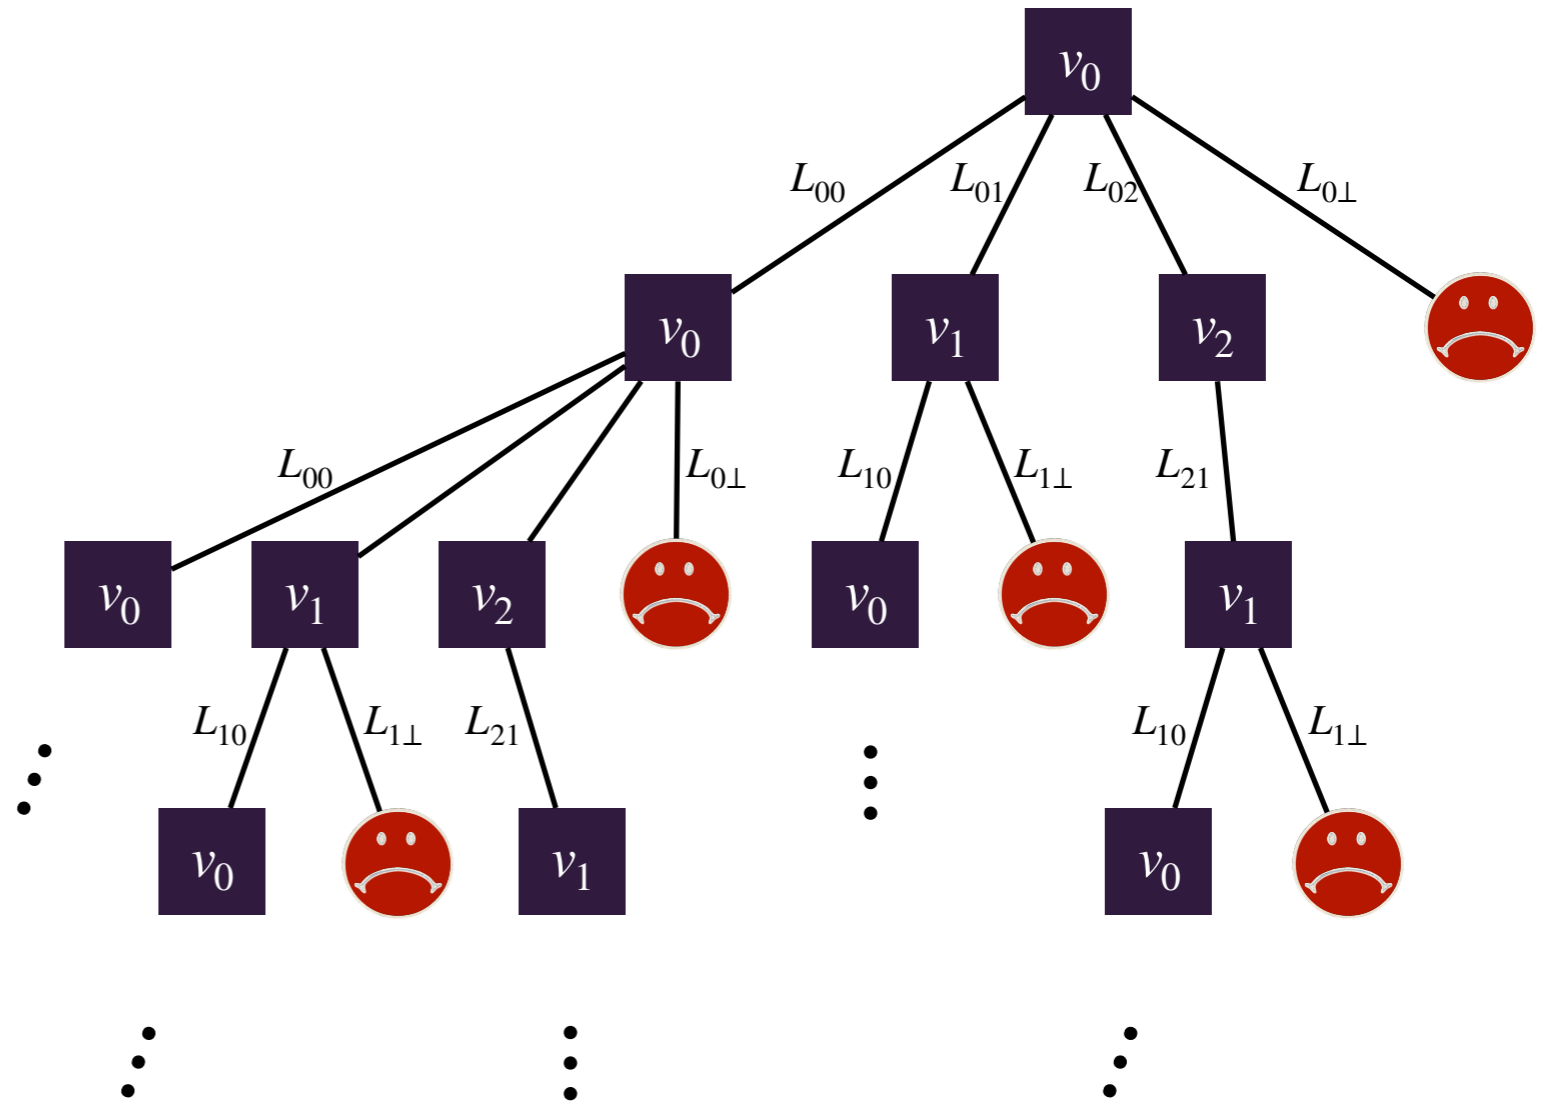 v₀
L₀₀ L₀₁ L₀₂ L₀⊥
v₀ v₁ v₂
L₀₀ L₀⊥ L₁₀ L₁⊥ L₂₁
v₀ v₁ v₂ v₀ v₁
L₁₀ L₁⊥ L₂₁ L₁₀ L₁⊥
v₀ v₁ v₀